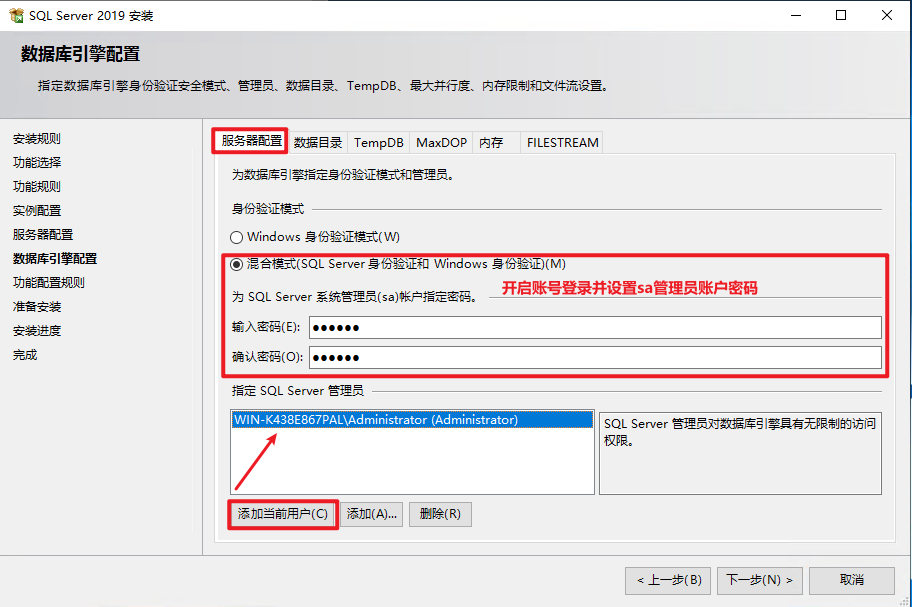 SQL Server 2019 安装
数据库引擎配置
指定数据库引擎身份验证安全模式、管理员、数据目录、TempDB、最大并行度、内存限制和文件流设置。
安装规则
功能选择
功能规则
实例配置
服务器配置
数据库引擎配置
功能配置规则
准备安装
安装进度
完成
服务器配置 数据目录 TempDB MaxDOP 内存 FILESTREAM
为数据库引擎指定身份验证模式和管理员。
身份验证模式
Windows 身份验证模式(W)
混合模式(SQL Server 身份验证和 Windows 身份验证)(M)
为 SQL Server 系统管理员(sa)帐户指定密码。
开启账号登录并设置sa管理员账户密码
输入密码(E): ●●●●●●
确认密码(O): ●●●●●●
指定 SQL Server 管理员
WIN-K438E867PAL\Administrator (Administrator)
SQL Server 管理员对数据库引擎具有无限制的访问
权限。
添加当前用户(C) 添加(A)... 删除(R)
< 上一步(B) 下一步(N) > 取消